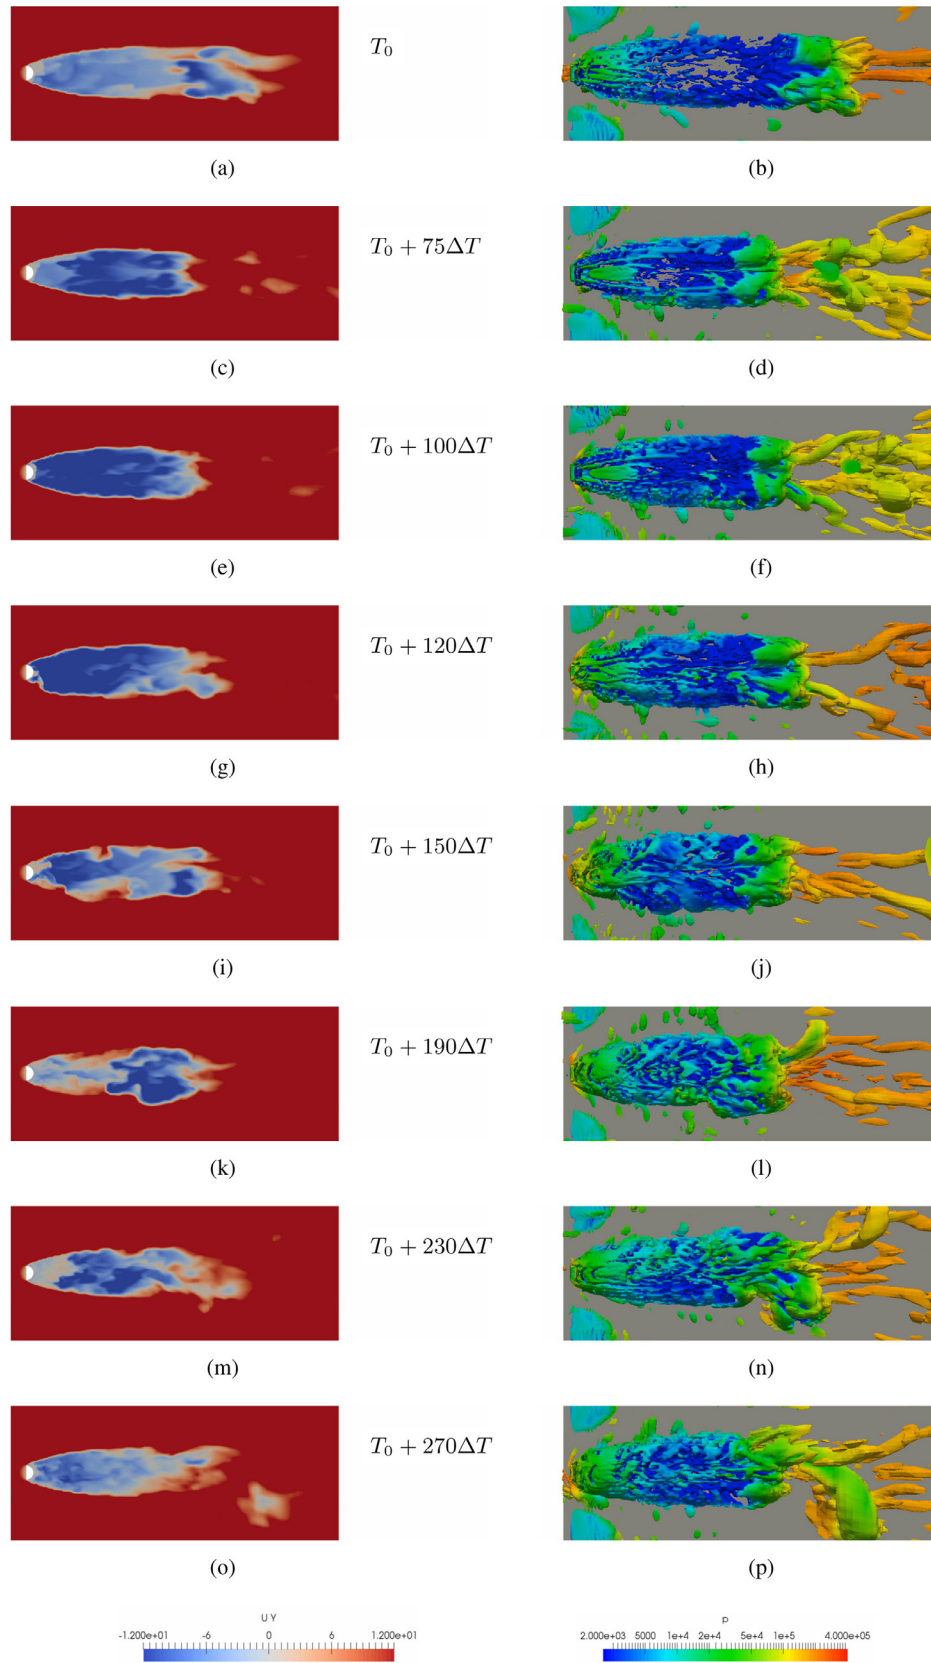 T₀
(a) (b)
T₀ + 75ΔT
(c) (d)
T₀ + 100ΔT
(e) (f)
T₀ + 120ΔT
(g) (h)
T₀ + 150ΔT
(i) (j)
T₀ + 190ΔT
(k) (l)
T₀ + 230ΔT
(m) (n)
T₀ + 270ΔT
(o) (p)
U Y
-1.200e+01 -6 0 6 1.200e+01
p
2.000e+03 5000 1e+4 2e+4 5e+4 1e+5 4.000e+05